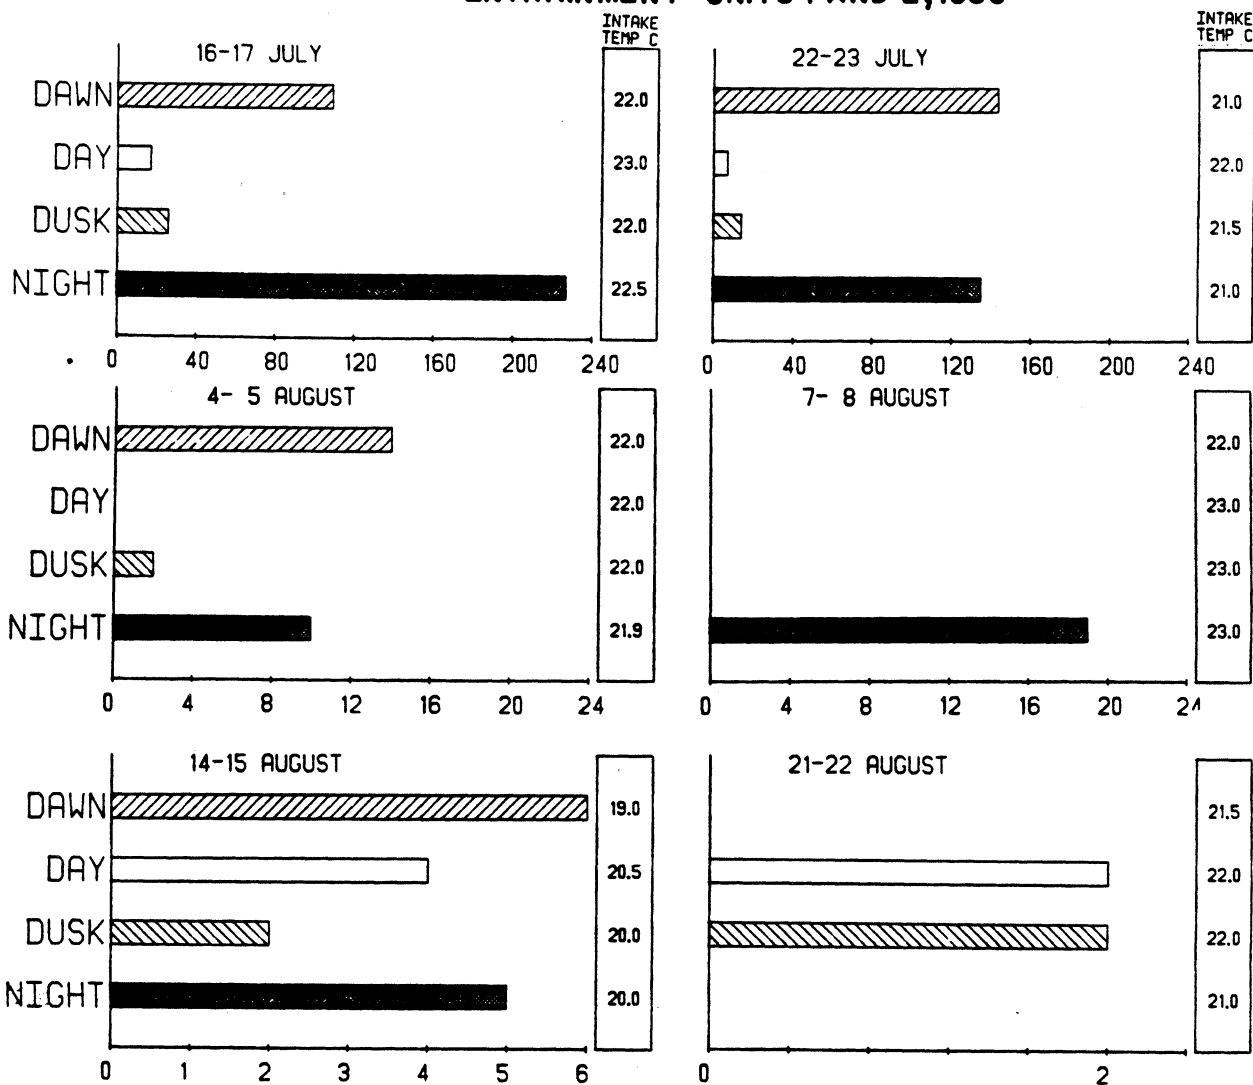 INTAKE TEMP C
INTAKE TEMP C
16-17 JULY
22-23 JULY
DAWN
22.0
21.0
DAY
23.0
22.0
DUSK
22.0
21.5
NIGHT
22.5
21.0
0 40 80 120 160 200 240
0 40 80 120 160 200 240
4- 5 AUGUST
7- 8 AUGUST
DAWN
22.0
22.0
DAY
22.0
23.0
DUSK
22.0
23.0
NIGHT
21.9
23.0
0 4 8 12 16 20 24
0 4 8 12 16 20
14-15 AUGUST
21-22 AUGUST
DAWN
19.0
21.5
DAY
20.5
22.0
DUSK
20.0
22.0
NIGHT
20.0
21.0
0 1 2 3 4 5 6
0 2